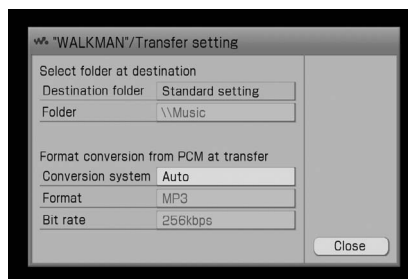 "WALKMAN"/Transfer setting
Select folder at destination
Destination folder Standard setting
Folder \\Music
Format conversion from PCM at transfer
Conversion system Auto
Format MP3
Bit rate 256kbps
Close